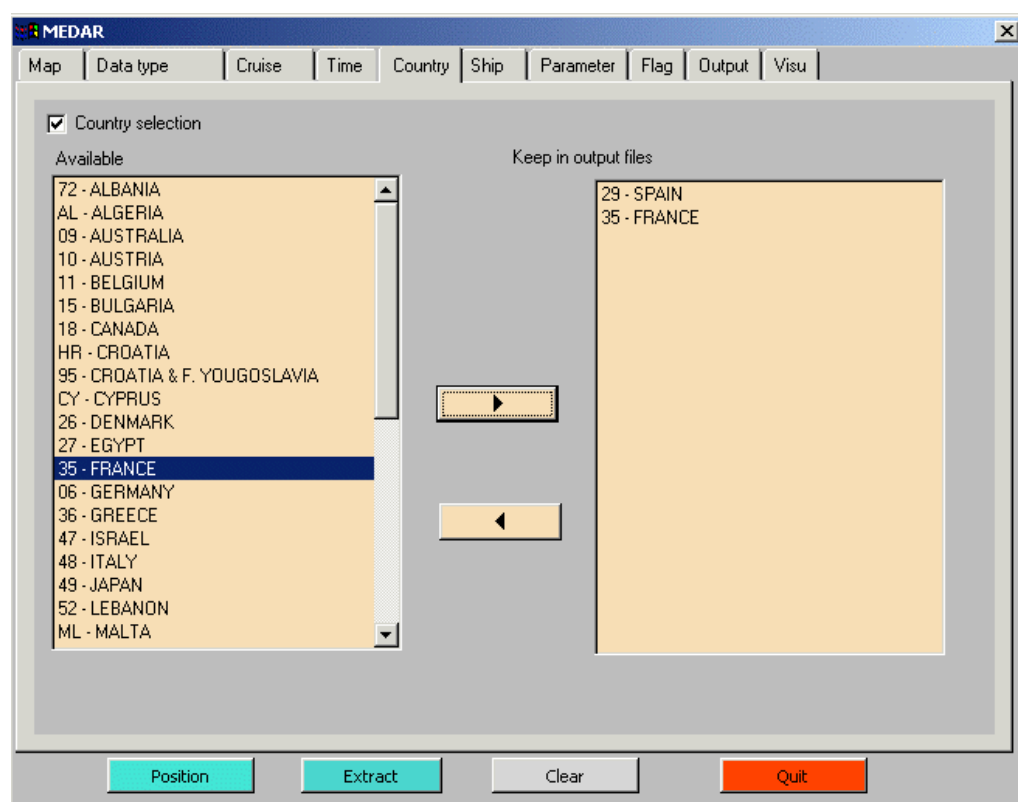 MEDAR
Map Data type Cruise Time Country Ship Parameter Flag Output Visu
Country selection
Available
72 - ALBANIA
AL - ALGERIA
09 - AUSTRALIA
10 - AUSTRIA
11 - BELGIUM
15 - BULGARIA
18 - CANADA
HR - CROATIA
95 - CROATIA & F. YOUGOSLAVIA
CY - CYPRUS
26 - DENMARK
27 - EGYPT
35 - FRANCE
06 - GERMANY
36 - GREECE
47 - ISRAEL
48 - ITALY
49 - JAPAN
52 - LEBANON
ML - MALTA
Keep in output files
29 - SPAIN
35 - FRANCE
Position Extract Clear Quit